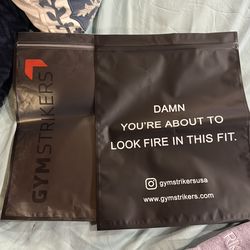 GYMSTRIKERS
DAMN
YOU'RE ABOUT TO
LOOK FIRE IN THIS FIT.
gymstrikersusa
www.gymstrikers.com